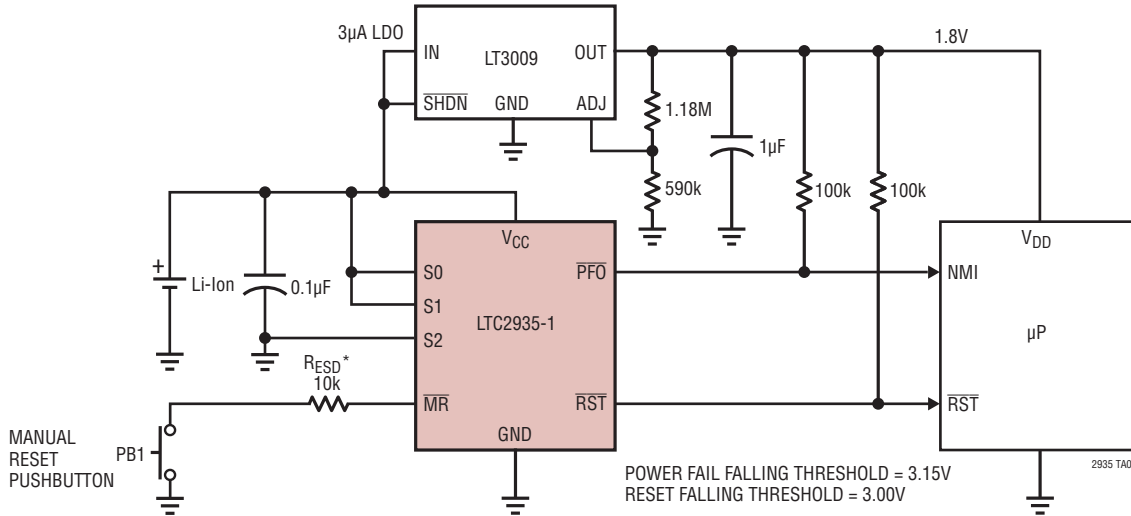 3µA LDO
IN
LT3009
OUT
1.8V
SHDN
GND
ADJ
1.18M
1µF
590k
100k
100k
VCC
VDD
+
Li-Ion
0.1µF
S0
S1
S2
PFO
NMI
LTC2935-1
µP
RESD*
10k
MR
RST
RST
GND
MANUAL
RESET
PUSHBUTTON
PB1
POWER FAIL FALLING THRESHOLD = 3.15V
RESET FALLING THRESHOLD = 3.00V
2935 TA0